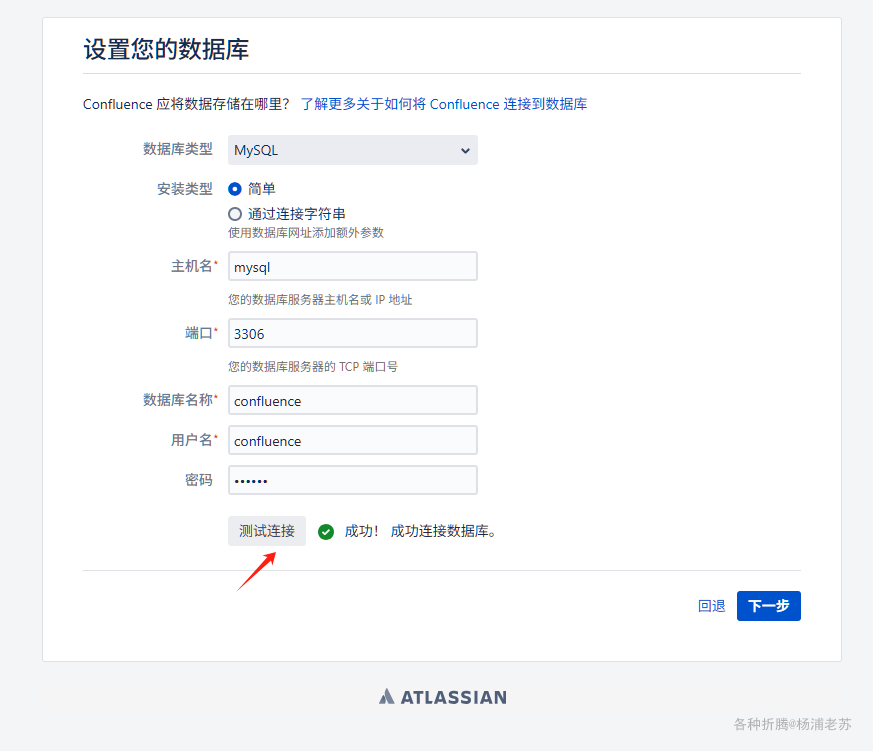 设置您的数据库
Confluence 应将数据存储在哪里？ 了解更多关于如何将 Confluence 连接到数据库
数据库类型 MySQL
安装类型 简单
通过连接字符串
使用数据库网址添加额外参数
主机名* mysql
您的数据库服务器主机名或 IP 地址
端口* 3306
您的数据库服务器的 TCP 端口号
数据库名称* confluence
用户名* confluence
密码 ••••••
测试连接 成功！ 成功连接数据库。
回退 下一步
ATLASSIAN
各种折腾@杨浦老苏